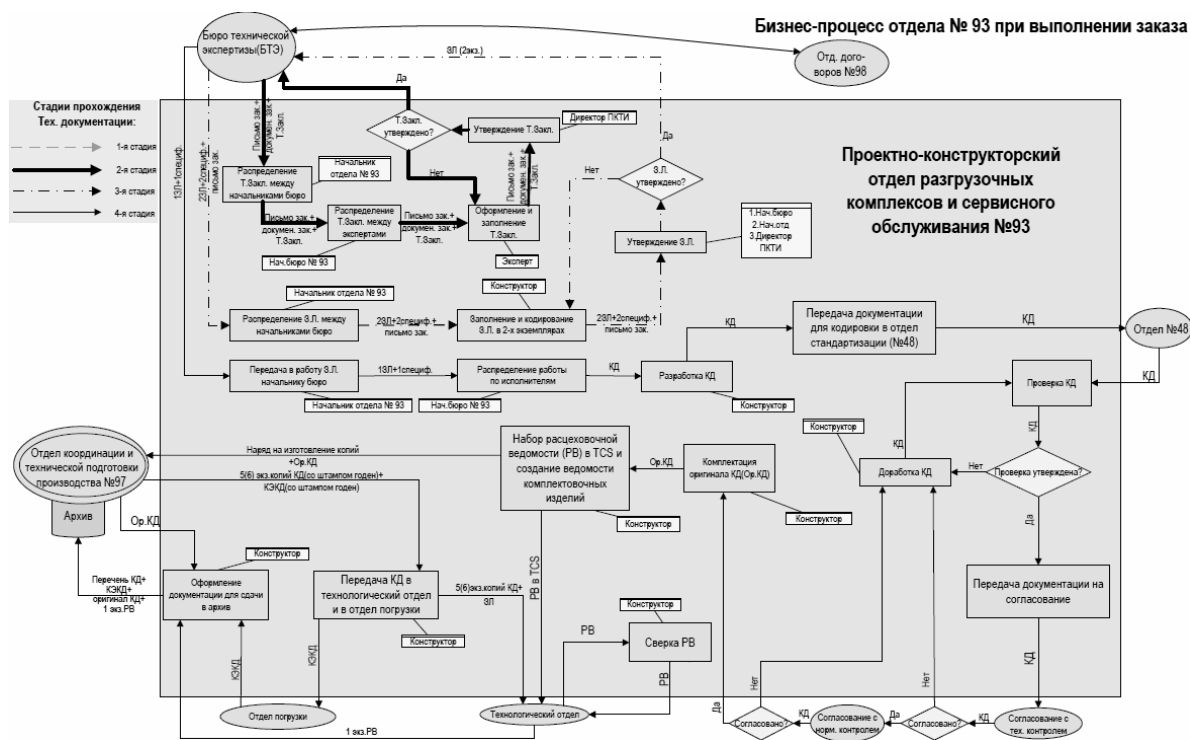 Бизнес-процесс отдела № 93 при выполнении заказа
Бюро технической
экспертизы(БТЭ)
ЗЛ (2экз.)
Отд. дого-
воров №98
Да
Стадии прохождения
Тех. документации:
1-я стадия
2-я стадия
3-я стадия
4-я стадия
1ЗЛ+1специф.
2ЗЛ+2специф.+
письмо зак.
Письмо зак.+
докумен. зак.+
Т.Закл.
Т.Закл.
утверждено?
Утверждение Т.Закл.
Директор ПКТИ
Да
Проектно-конструкторский
отдел разгрузочных
комплексов и сервисного
обслуживания №93
Нет
Письмо зак.+
докумен. зак.+
Т.Закл.
Нет
З.Л.
утверждено?
Распределение
Т.Закл. между
начальниками бюро
Начальник
отдела № 93
Письмо зак.+
докумен. зак.+
Т.Закл.
Распределение
Т.Закл. между
экспертами
Письмо зак.+
докумен. зак.+
Т.Закл.
Оформление и
заполнение
Т.Закл.
Нач.бюро № 93
Эксперт
Утверждение З.Л.
1.Нач.бюро
2.Нач.отд
3.Директор
ПКТИ
Начальник отдела № 93
Конструктор
Распределение З.Л. между
начальниками бюро
2ЗЛ+2специф.+
письмо зак.
Заполнение и кодирование
З.Л. в 2-х экземплярах
2ЗЛ+2специф.+
письмо зак.
Передача документации
для кодировки в отдел
стандартизации (№48)
КД
КД
Отдел №48
Передача в работу З.Л.
начальнику бюро
1ЗЛ+1специф.
Распределение работы
по исполнителям
КД
Разработка КД
Проверка КД
КД
Начальник отдела № 93
Нач.бюро № 93
Конструктор
Отдел координации и
технической подготовки
производства №97
Архив
Наряд на изготовление копий
+Ор.КД
5(6) экз.копий КД(со штампом годен)+
КЭКД(со штампом годен)
Набор расцеховочной
ведомости (РВ) в TCS и
создание ведомости
комплектовочных
изделий
Ор.КД
Комплектация
оригинала КД(Ор.КД)
Конструктор
Конструктор
Конструктор
КД
Доработка КД
Нет
КД
Проверка утверждена?
Да
Ор.КД
Перечень КД+
КЭКД+
оригинал КД+
1 экз.РВ
Конструктор
Оформление
документации для сдачи
в архив
Передача КД в
технологический отдел
и в отдел погрузки
Конструктор
5(6)экз.копий КД+
ЗЛ
РВ в TCS
Конструктор
РВ
Сверка РВ
РВ
Передача документации на
согласование
КД
КЭКД
КЭКД
Отдел погрузки
1 экз.РВ
Технологический отдел
Да
Нет
Согласовано?
КД
Согласование с
норм. контролем
Да
Нет
Согласовано?
КД
Согласование с
тех. контролем